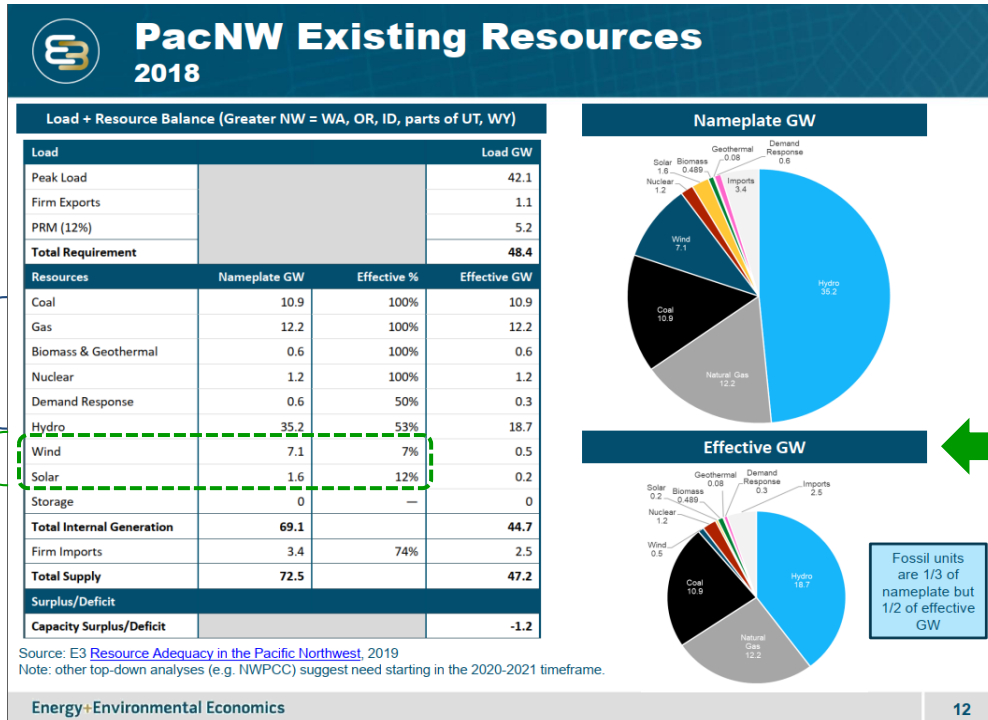 PacNW Existing Resources
2018
Load + Resource Balance (Greater NW = WA, OR, ID, parts of UT, WY)
Load Load GW
Peak Load 42.1
Firm Exports 1.1
PRM (12%) 5.2
Total Requirement 48.4
Resources Nameplate GW Effective % Effective GW
Coal 10.9 100% 10.9
Gas 12.2 100% 12.2
Biomass & Geothermal 0.6 100% 0.6
Nuclear 1.2 100% 1.2
Demand Response 0.6 50% 0.3
Hydro 35.2 53% 18.7
Wind 7.1 7% 0.5
Solar 1.6 12% 0.2
Storage 0 — 0
Total Internal Generation 69.1 44.7
Firm Imports 3.4 74% 2.5
Total Supply 72.5 47.2
Surplus/Deficit
Capacity Surplus/Deficit -1.2
Source: E3 Resource Adequacy in the Pacific Northwest, 2019
Note: other top-down analyses (e.g. NWPCC) suggest need starting in the 2020-2021 timeframe.
Nameplate GW
Nuclear
1.2
Solar
1.6
Biomass
0.489
Geothermal
0.08
Demand
Response
0.6
Imports
3.4
Wind
7.1
Hydro
35.2
Coal
10.9
Natural Gas
12.2
Effective GW
Wind
0.5
Nuclear
1.2
Solar
0.2
Biomass
0.489
Geothermal
0.08
Demand
Response
0.3
Imports
2.5
Coal
10.9
Hydro
18.7
Natural
Gas
12.2
Fossil units
are 1/3 of
nameplate but
1/2 of effective
GW
Energy+Environmental Economics
12